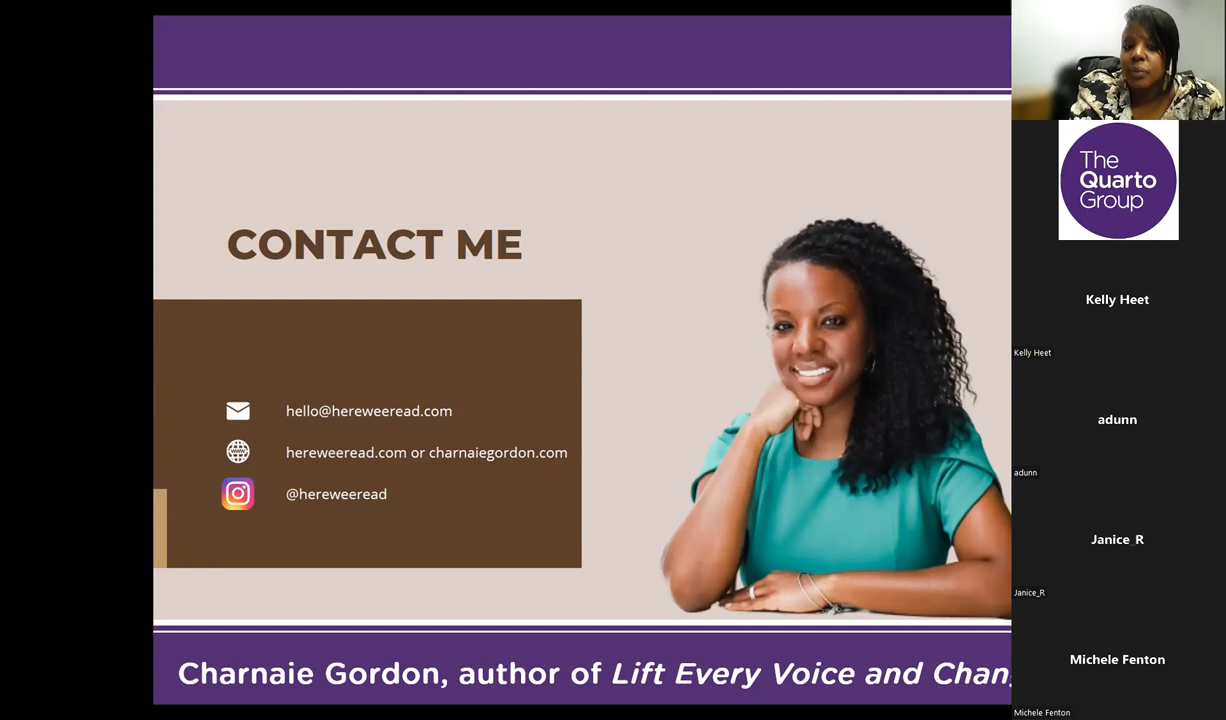 CONTACT ME
hello@hereweeread.com
hereweeread.com or charnaiegordon.com
@hereweeread
Charnaie Gordon, author of Lift Every Voice and Chan
The
Quarto
Group
Kelly Heet
Kelly Heet
adunn
adunn
Janice_R
Janice_R
Michele Fenton
Michele Fenton